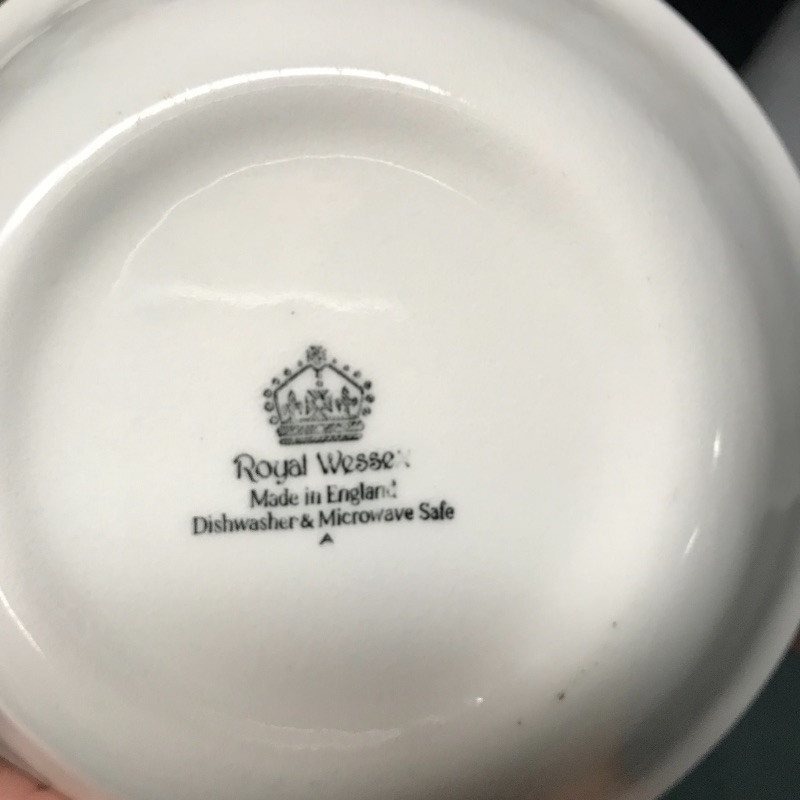 Royal Wessex
Made in England
Dishwasher & Microwave Safe
A